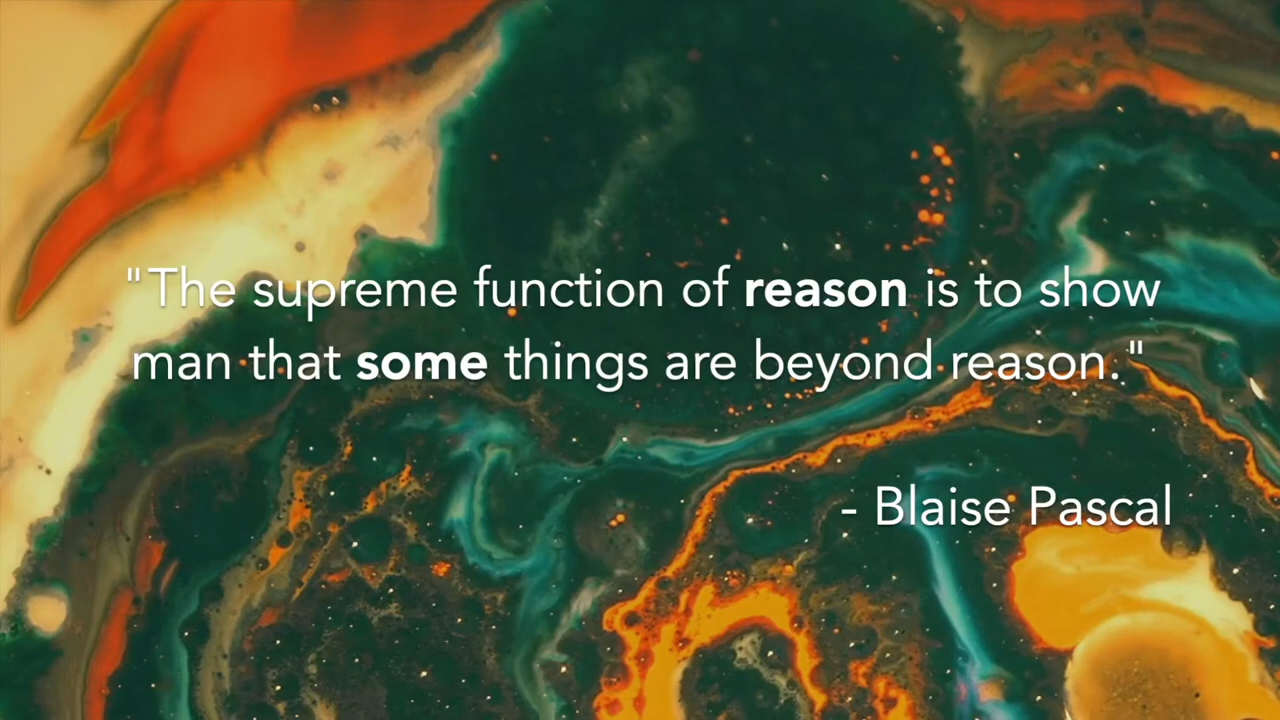 "The supreme function of reason is to show
man that some things are beyond reason."
- Blaise Pascal